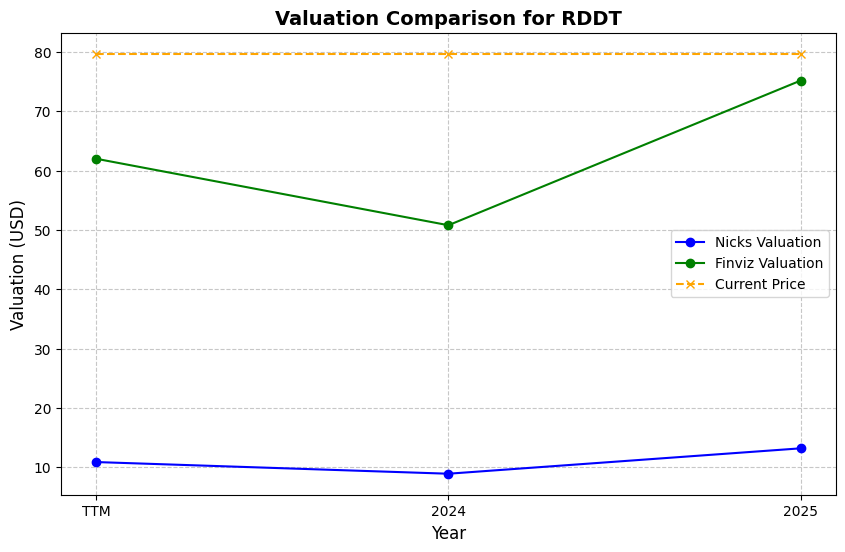 Valuation Comparison for RDDT
Valuation (USD)
80
70
60
50
40
30
20
10
Nicks Valuation
Finviz Valuation
Current Price
TTM
2024
2025
Year